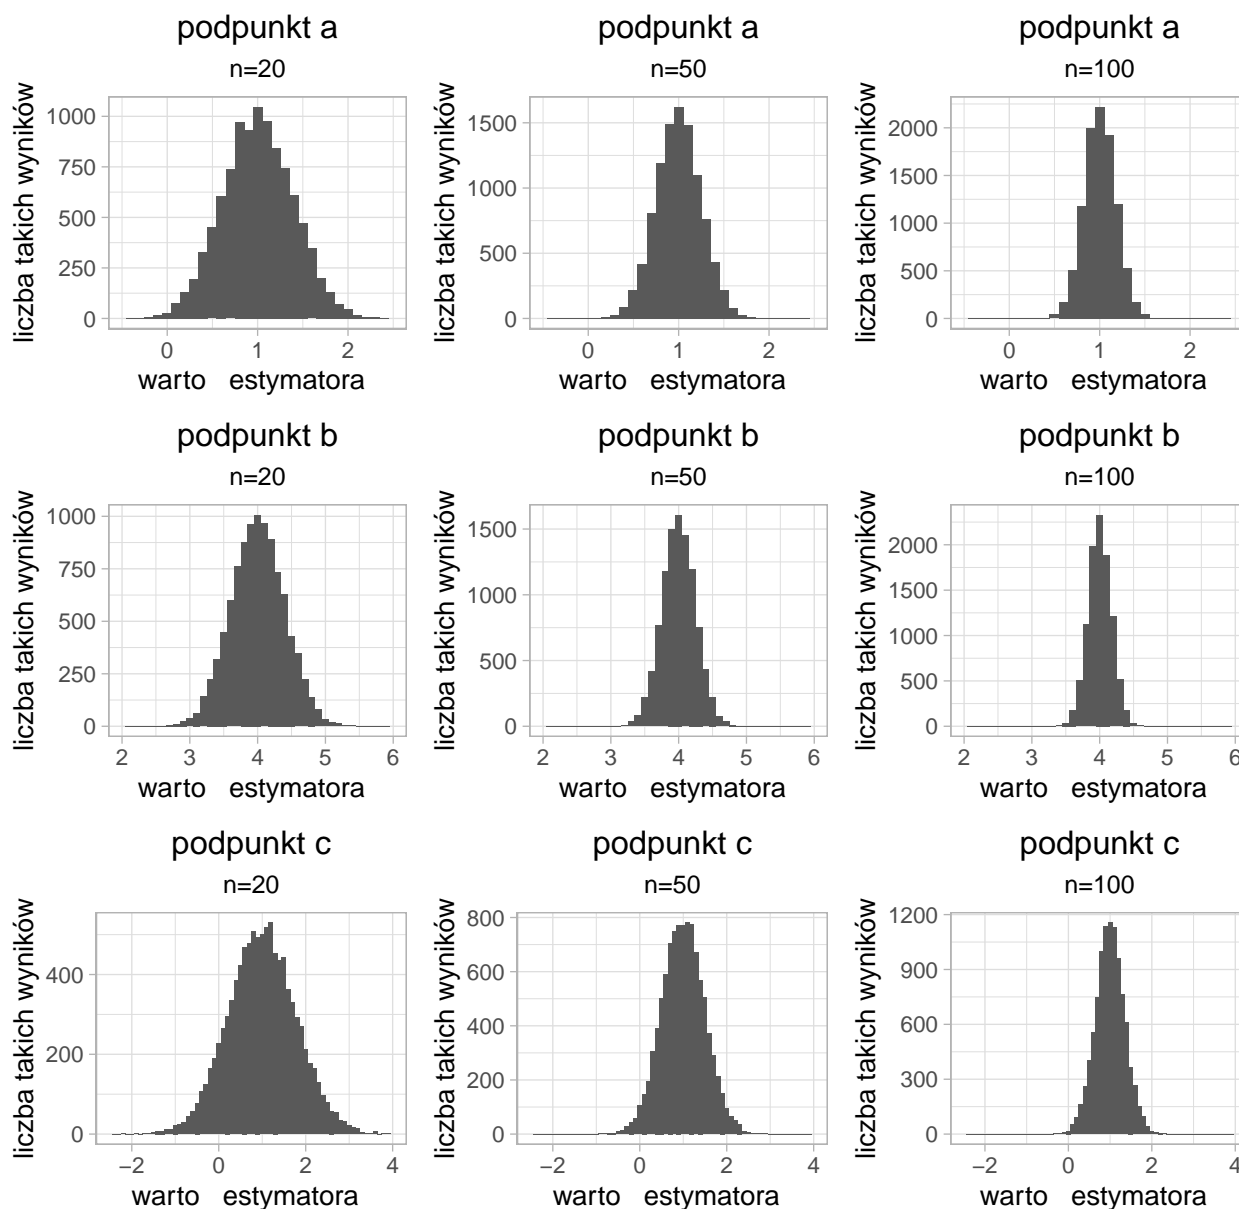 podpunkt a
n=20
liczba takich wyników
1000
750
500
250
0
0 1 2
warto estymatora
podpunkt a
n=50
liczba takich wyników
1500
1000
500
0
0 1 2
warto estymatora
podpunkt a
n=100
liczba takich wyników
2000
1500
1000
500
0
0 1 2
warto estymatora
podpunkt b
n=20
liczba takich wyników
1000
750
500
250
0
2 3 4 5 6
warto estymatora
podpunkt b
n=50
liczba takich wyników
1500
1000
500
0
2 3 4 5 6
warto estymatora
podpunkt b
n=100
liczba takich wyników
2000
1500
1000
500
0
2 3 4 5 6
warto estymatora
podpunkt c
n=20
liczba takich wyników
400
200
0
−2 0 2 4
warto estymatora
podpunkt c
n=50
liczba takich wyników
800
600
400
200
0
−2 0 2 4
warto estymatora
podpunkt c
n=100
liczba takich wyników
1200
900
600
300
0
−2 0 2 4
warto estymatora